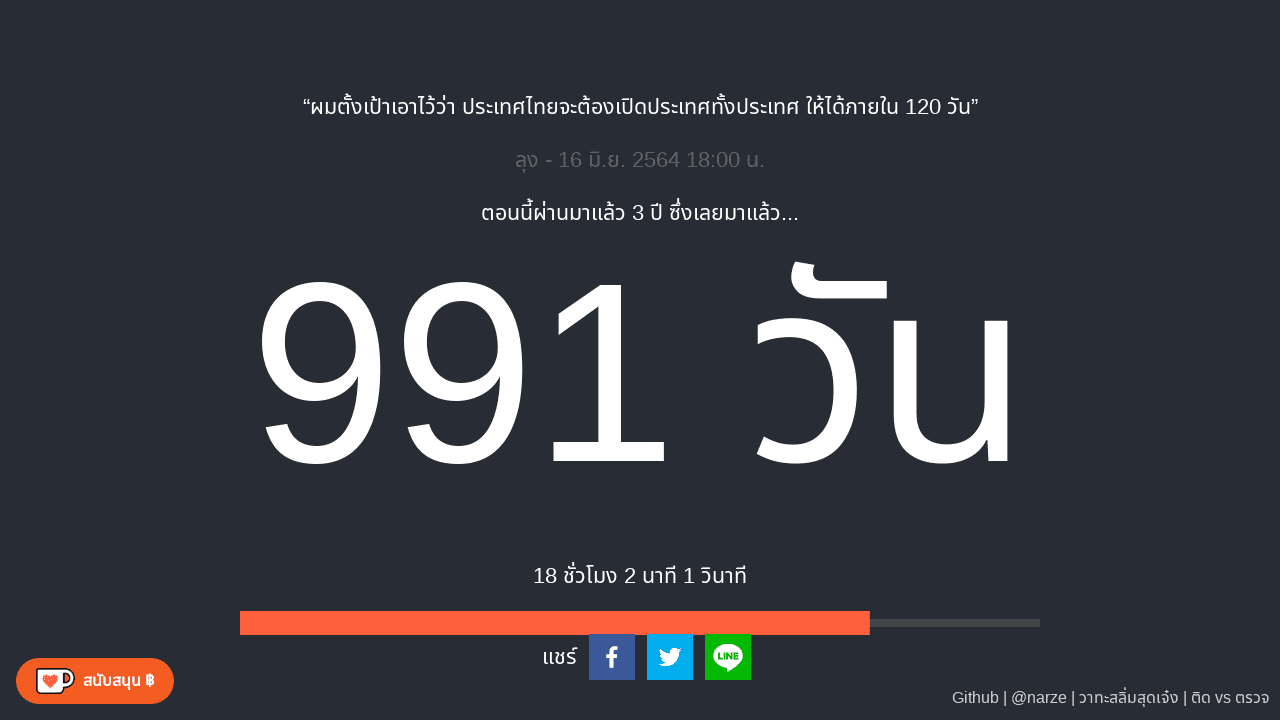 “ผมตั้งเป้าเอาไว้ว่า ประเทศไทยจะต้องเปิดประเทศทั้งประเทศ ให้ได้ภายใน 120 วัน”
ลุง - 16 มิ.ย. 2564 18:00 น.
ตอนนี้ผ่านมาแล้ว 3 ปี ซึ่งเลยมาแล้ว...
991 วัน
18 ชั่วโมง 2 นาที 1 วินาที
แชร์
LINE
สนับสนุน ฿
Github | @narze | วาทะสลิ่มสุดเจ๋ง | ติด vs ตรวจ